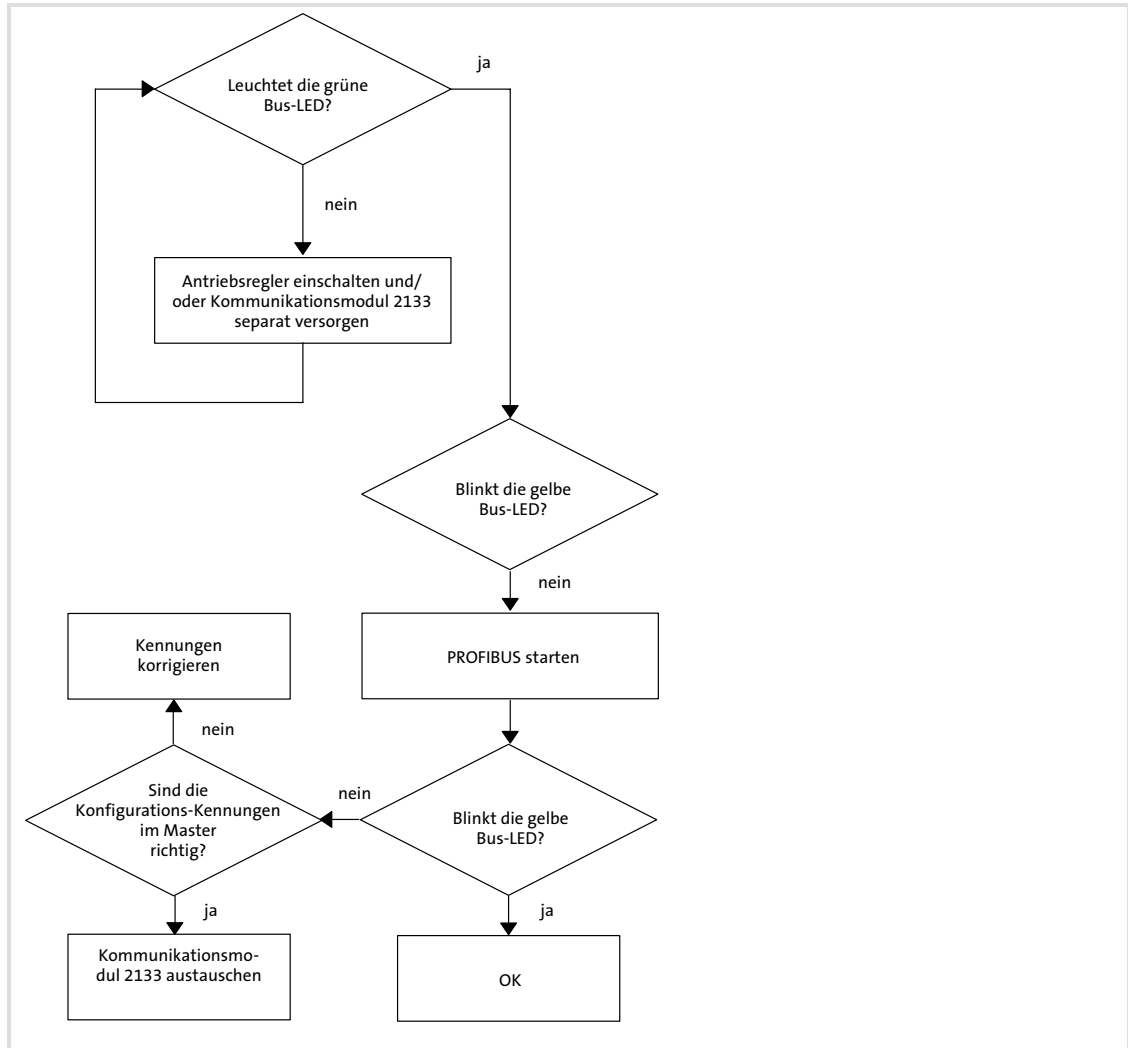 Leuchtet die grüne
Bus-LED?
ja
nein
Antriebsregler einschalten und/
oder Kommunikationsmodul 2133
separat versorgen
Blinkt die gelbe
Bus-LED?
nein
PROFIBUS starten
Kennungen
korrigieren
nein
Sind die
Konfigurations-Kennungen
im Master
richtig?
nein
Blinkt die gelbe
Bus-LED?
ja
ja
Kommunikationsmo-
dul 2133 austauschen
OK